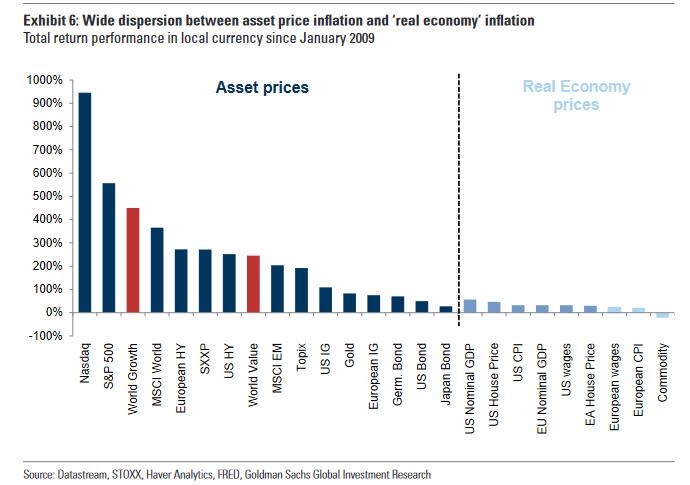 Exhibit 6: Wide dispersion between asset price inflation and 'real economy' inflation
Total return performance in local currency since January 2009
1000%
900%
800%
700%
600%
500%
400%
300%
200%
100%
0%
-100%
Asset prices
Real Economy
prices
Nasdaq
S&P 500
World Growth
MSCI World
European HY
SXXP
US HY
World Value
MSCI EM
Topix
US IG
Gold
European IG
Germ. Bond
US Bond
Japan Bond
US Nominal GDP
US House Price
US CPI
EU Nominal GDP
US wages
EA House Price
European wages
European CPI
Commodity
Source: Datastream, STOXX, Haver Analytics, FRED, Goldman Sachs Global Investment Research